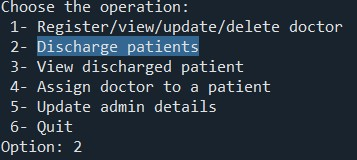 Choose the operation:
1- Register/view/update/delete doctor
2- Discharge patients
3- View discharged patient
4- Assign doctor to a patient
5- Update admin details
6- Quit
Option: 2